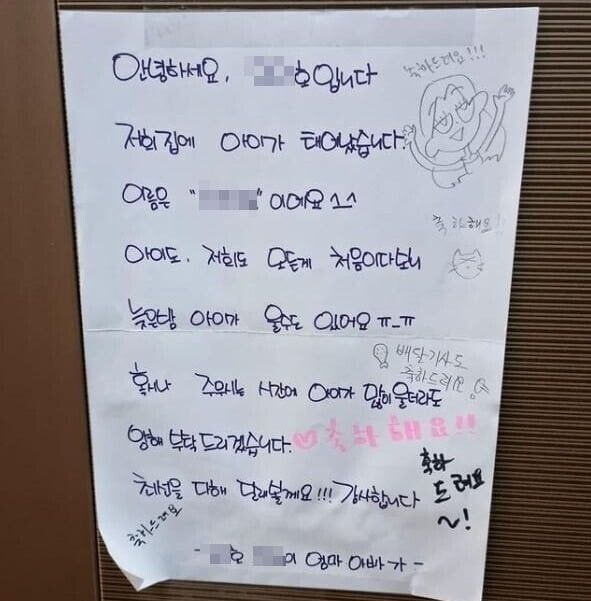 안녕하세요. 호입니다
축하드려요!!!
저희집에 아이가 태어났습니다.
이름은 " " 이에요 ^_^
축하해요!!
아이도. 저희도 모든게 처음이다보니
늦은밤 아이가 울수도 있어요 ㅠ_ㅠ
배달기사도
축하드려요
혹시나 주무시는 시간에 아이가 많이 울더라도
양해 부탁드리겠습니다.
♡축하해요!!
축하
드려요
~!
최선을 다해 달래볼게요!!! 감사합니다
축하드려요
- 호 이 엄마 아빠가 -